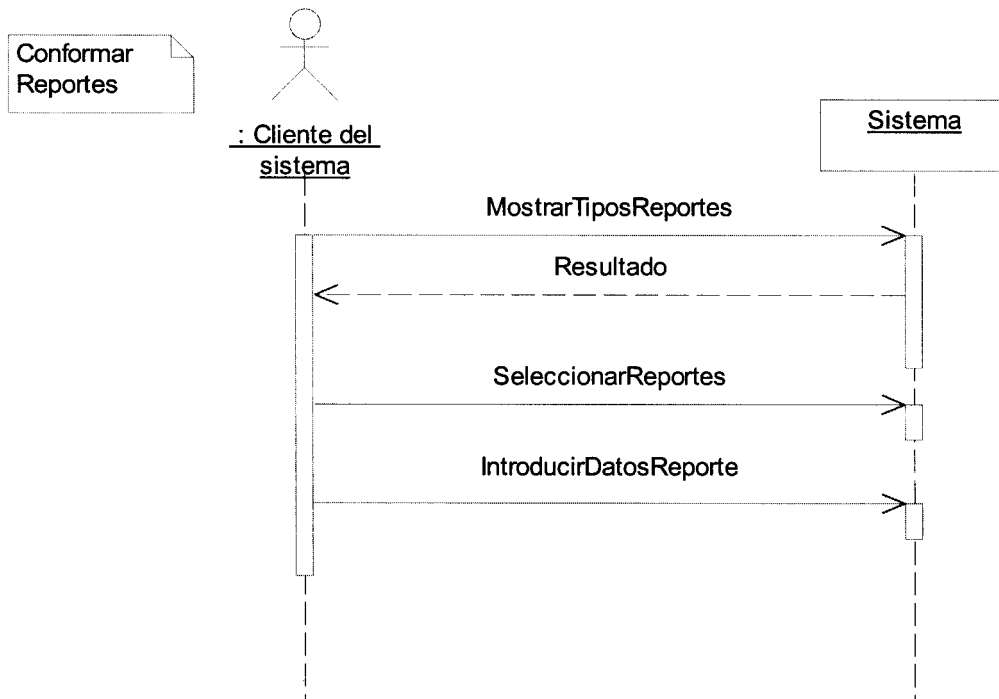 Conformar
Reportes
: Cliente del
sistema
Sistema
MostrarTiposReportes
Resultado
SeleccionarReportes
IntroducirDatosReporte